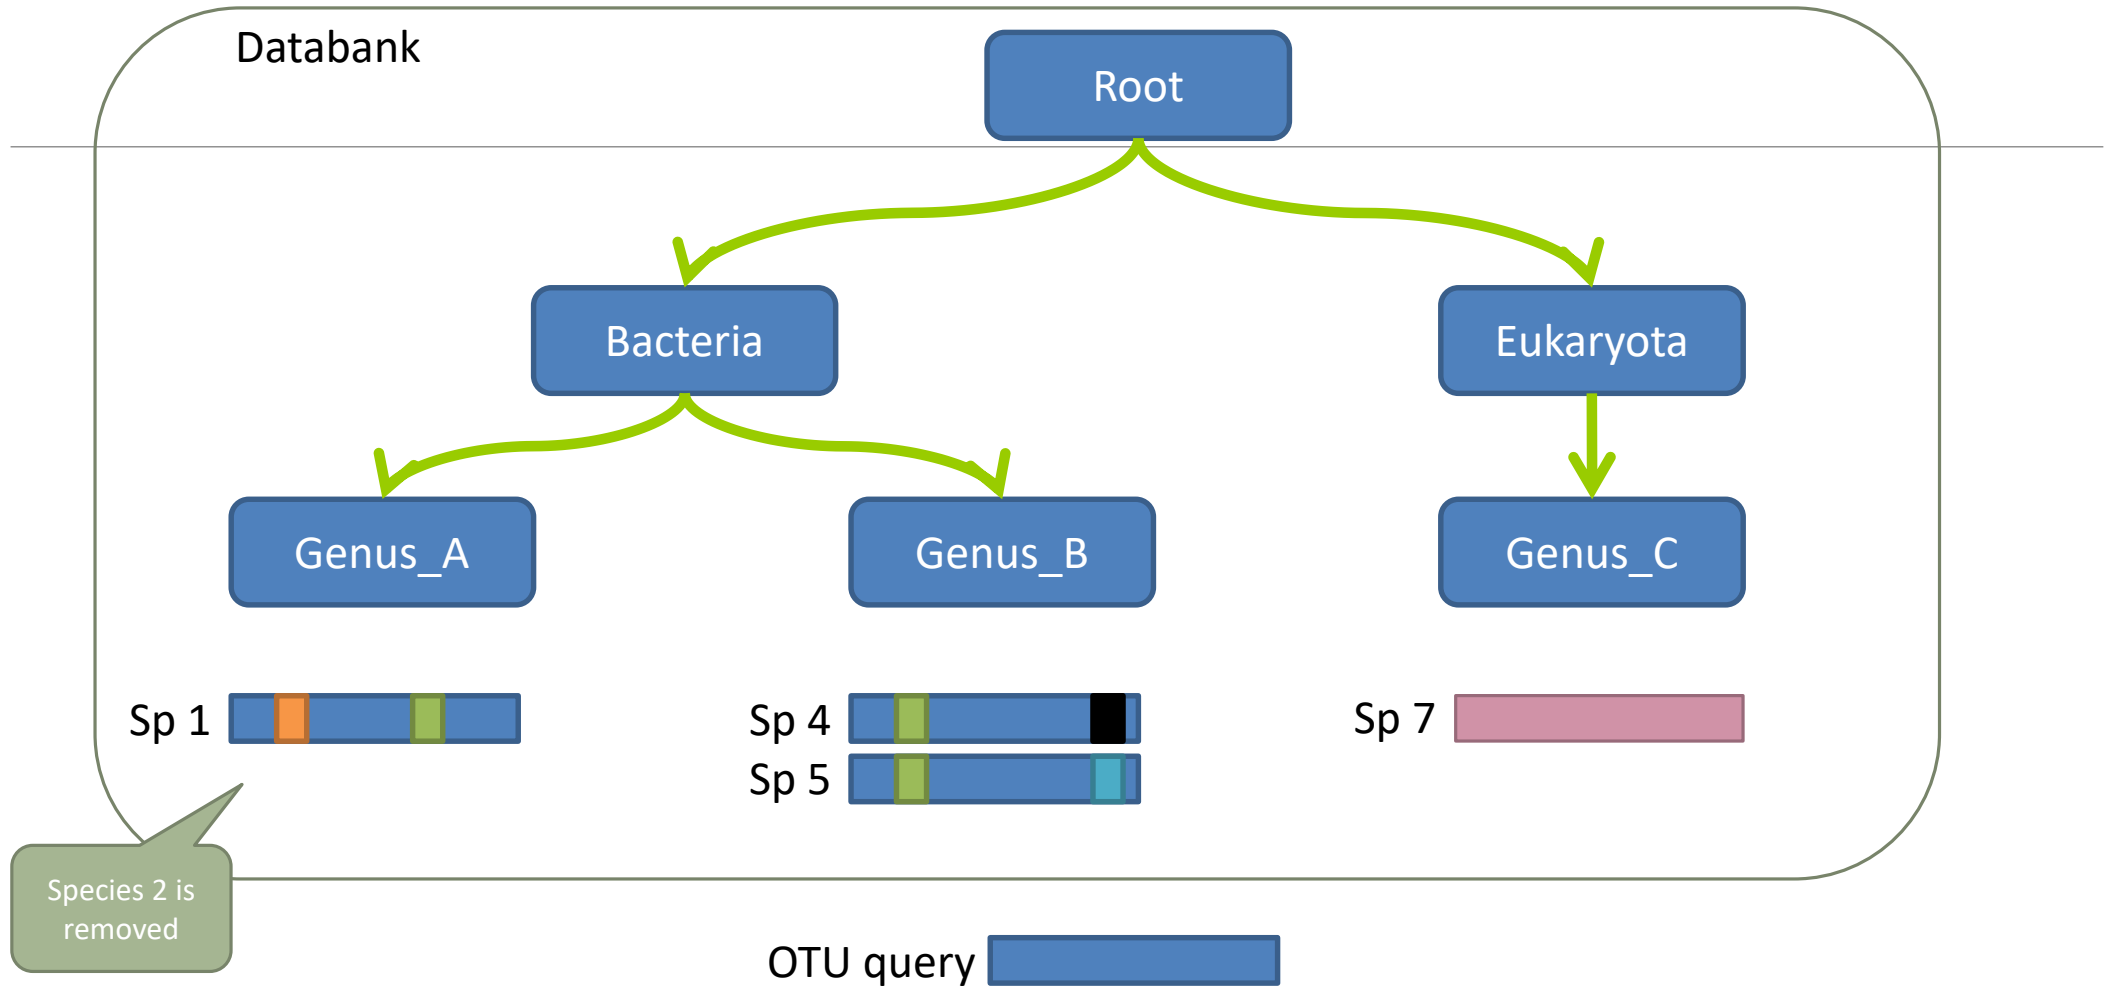 Databank
Root
Bacteria
Eukaryota
Genus_A
Genus_B
Genus_C
Sp 1
Sp 4
Sp 7
Sp 5
Species 2 is
removed
OTU query